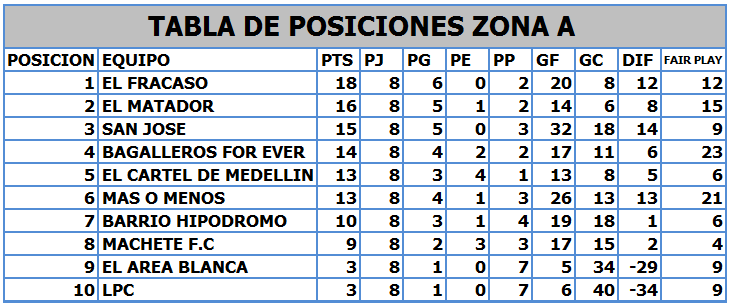 TABLA DE POSICIONES ZONA A
POSICION EQUIPO PTS PJ PG PE PP GF GC DIF FAIR PLAY
1 EL FRACASO 18 8 6 0 2 20 8 12 12
2 EL MATADOR 16 8 5 1 2 14 6 8 15
3 SAN JOSE 15 8 5 0 3 32 18 14 9
4 BAGALLEROS FOR EVER 14 8 4 2 2 17 11 6 23
5 EL CARTEL DE MEDELLIN 13 8 3 4 1 13 8 5 6
6 MAS O MENOS 13 8 4 1 3 26 13 13 21
7 BARRIO HIPODROMO 10 8 3 1 4 19 18 1 6
8 MACHETE F.C 9 8 2 3 3 17 15 2 4
9 EL AREA BLANCA 3 8 1 0 7 5 34 -29 9
10 LPC 3 8 1 0 7 6 40 -34 9